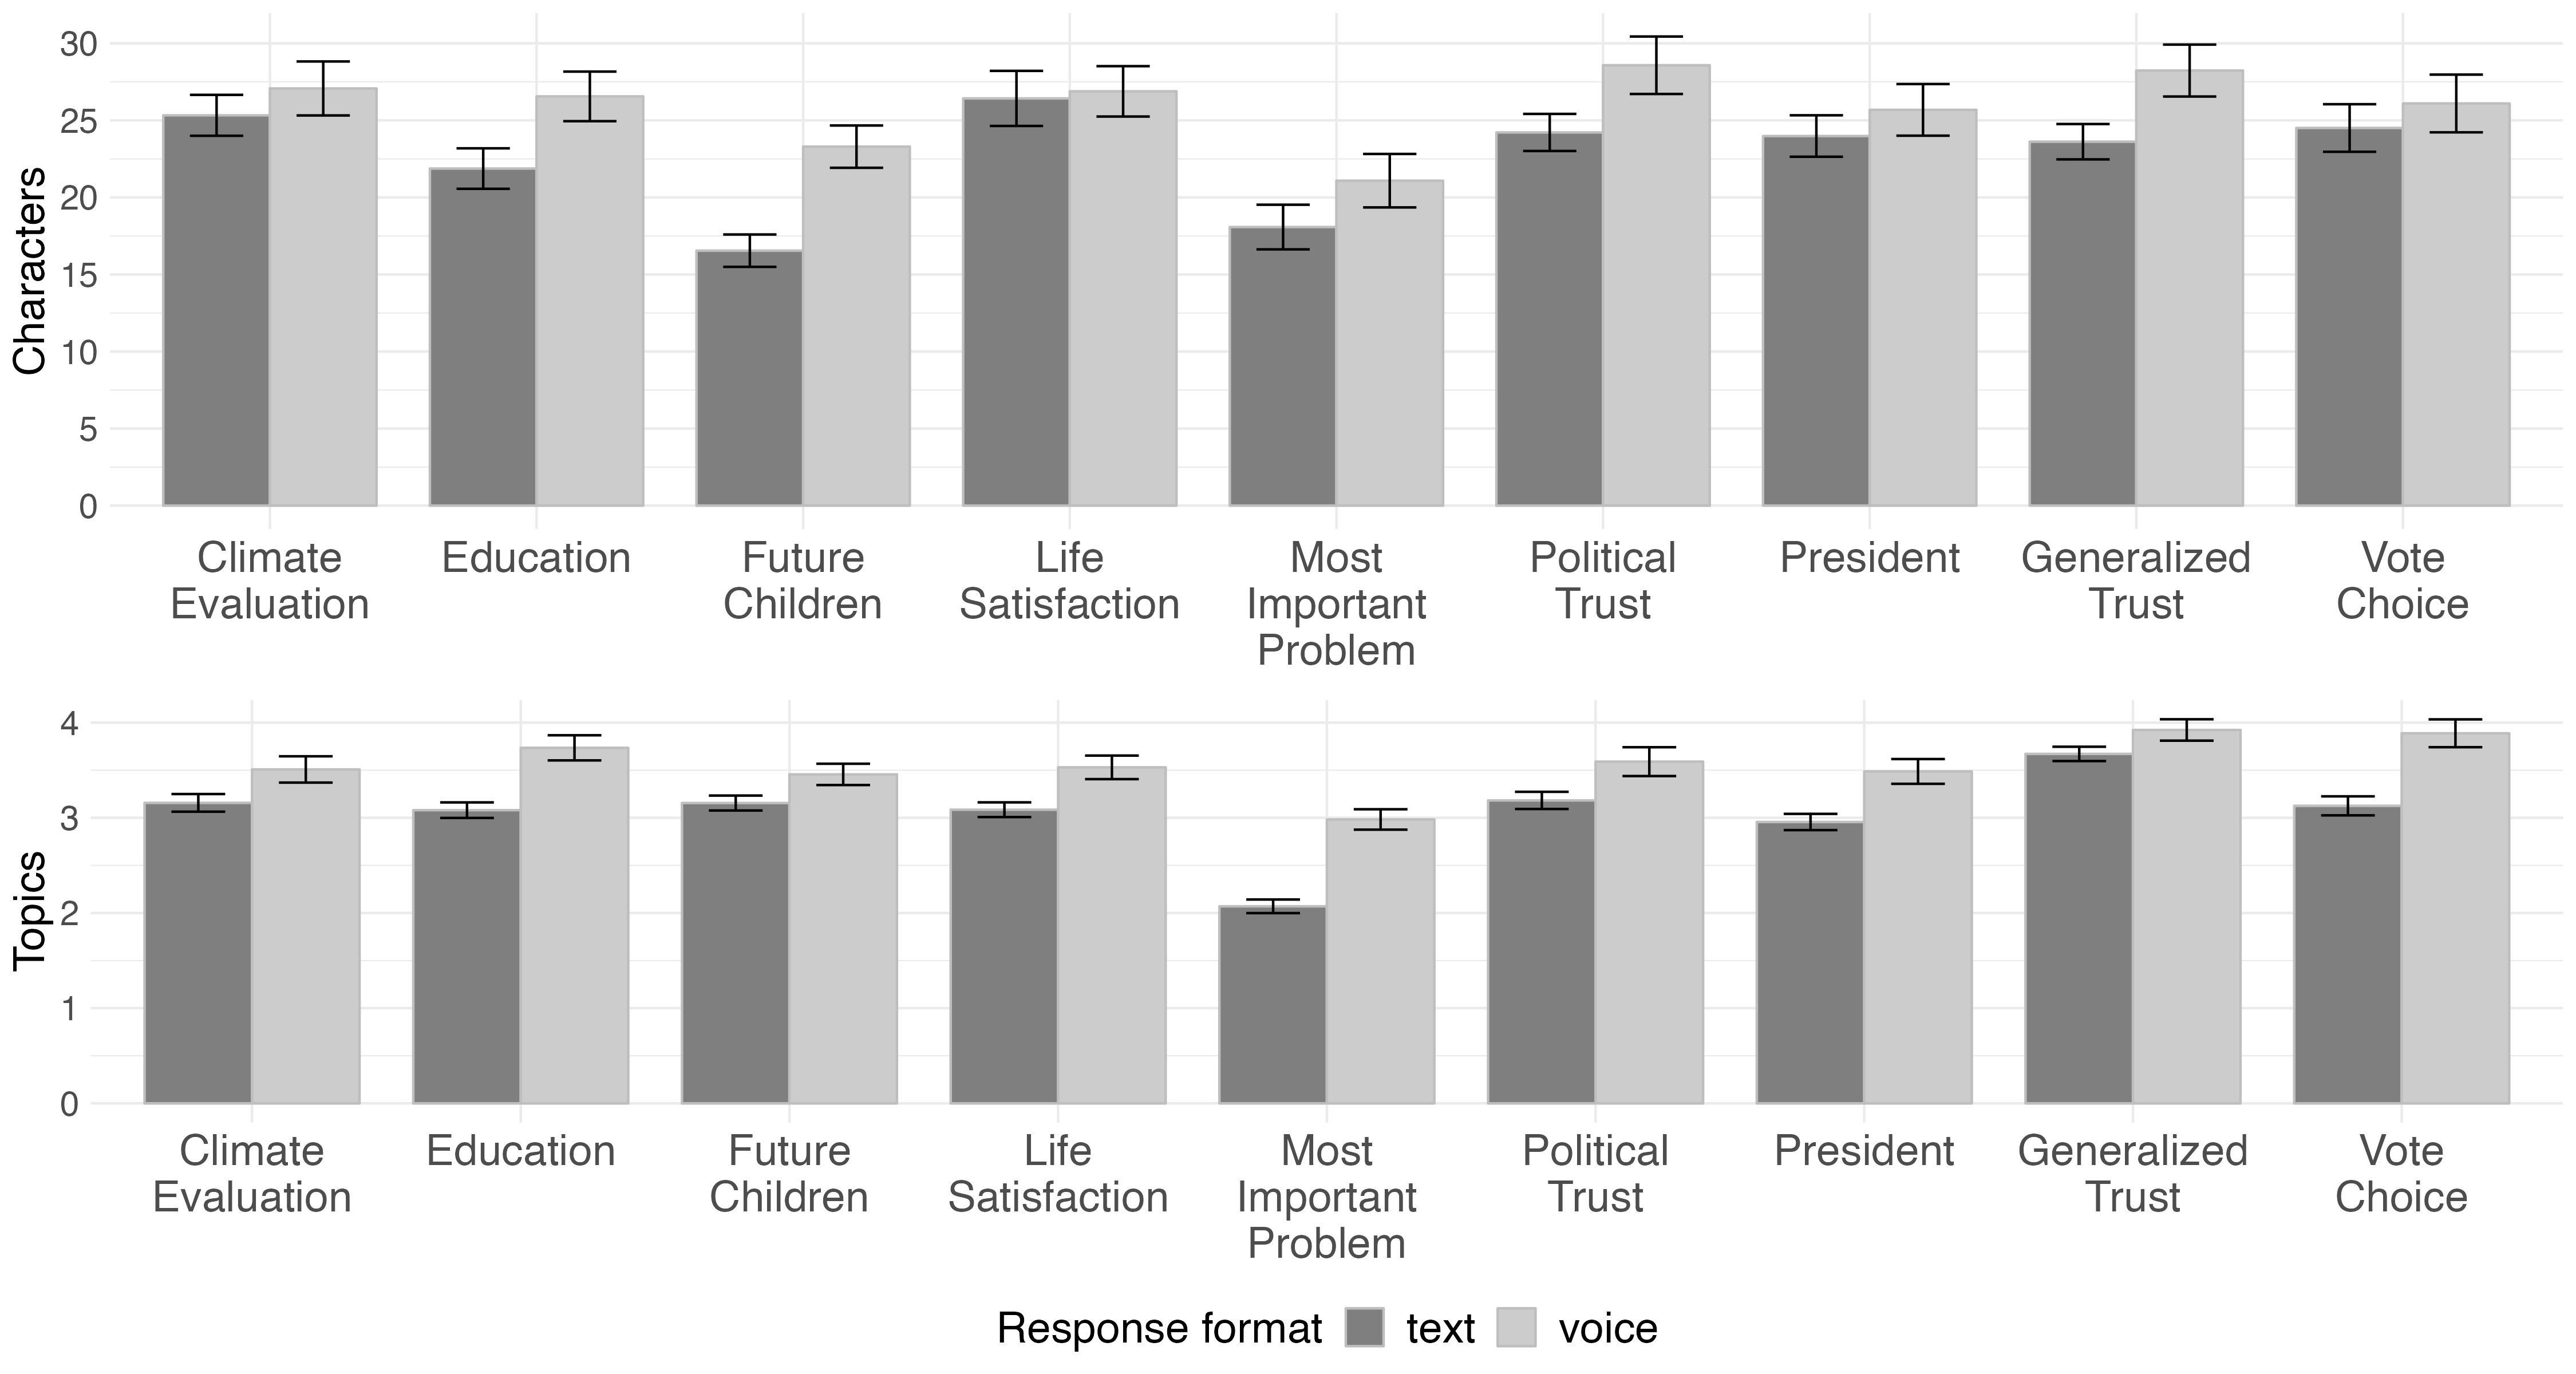 Characters
30
25
20
15
10
5
0
Climate
Evaluation
Education
Future
Children
Life
Satisfaction
Most
Important
Problem
Political
Trust
President
Generalized
Trust
Vote
Choice
Topics
4
3
2
1
0
Climate
Evaluation
Education
Future
Children
Life
Satisfaction
Most
Important
Problem
Political
Trust
President
Generalized
Trust
Vote
Choice
Response format text voice